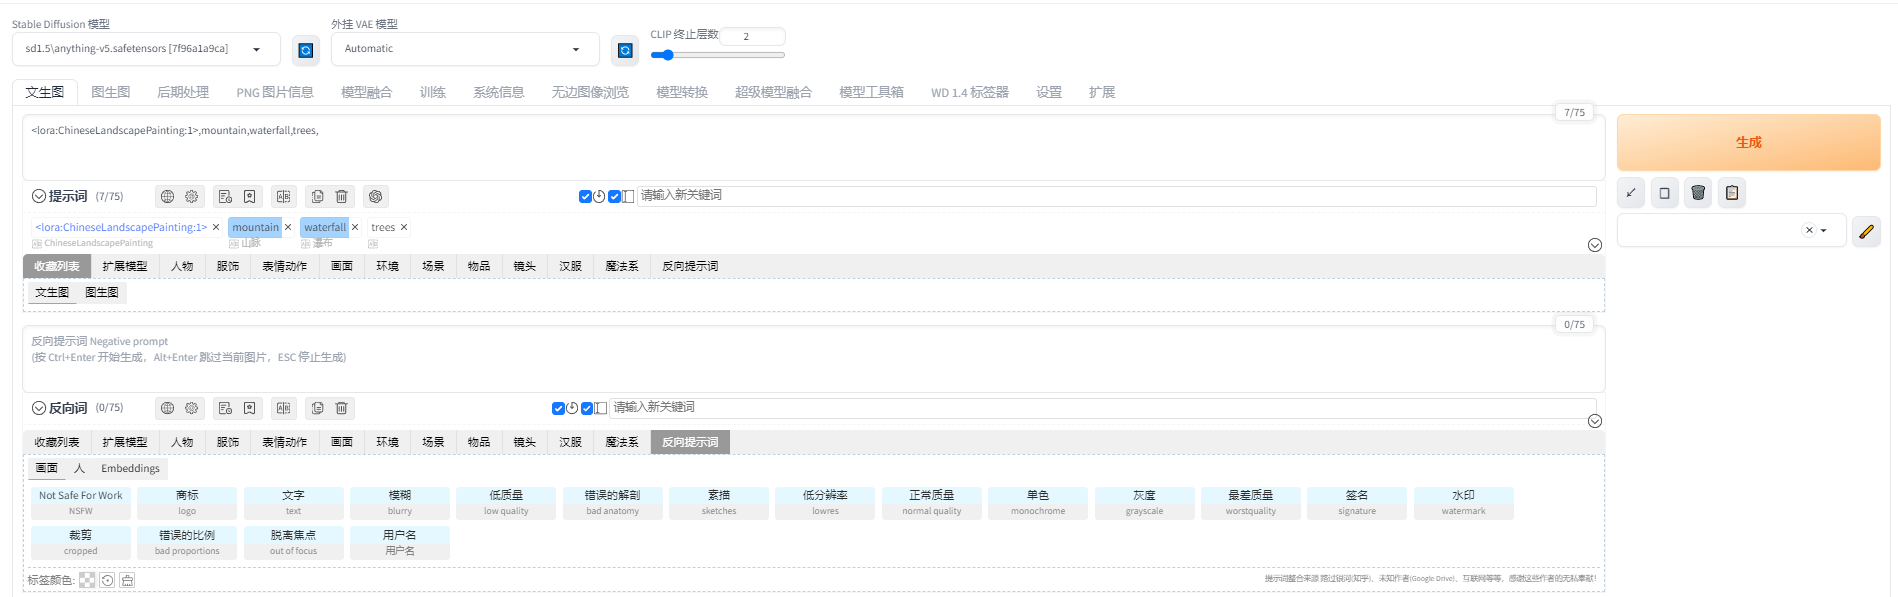 Stable Diffusion 模型
外挂 VAE 模型
sd1.5\anything-v5.safetensors [7f96a1a9ca]
Automatic
CLIP 终止层数
2
文生图 图生图 后期处理 PNG 图片信息 模型融合 训练 系统信息 无边图像浏览 模型转换 超级模型融合 模型工具箱 WD 1.4 标签器 设置 扩展
7/75
<lora:ChineseLandscapePainting:1>,mountain,waterfall,trees,
生成
提示词 (7/75)
请输入新关键词
<lora:ChineseLandscapePainting:1> × mountain × waterfall × trees ×
ChineseLandscapePainting 山脉 瀑布
收藏列表 扩展模型 人物 服饰 表情动作 画面 环境 场景 物品 镜头 汉服 魔法系 反向提示词
文生图 图生图
0/75
反向提示词 Negative prompt
(按 Ctrl+Enter 开始生成，Alt+Enter 跳过当前图片，ESC 停止生成)
反向词 (0/75)
请输入新关键词
收藏列表 扩展模型 人物 服饰 表情动作 画面 环境 场景 物品 镜头 汉服 魔法系 反向提示词
画面 人 Embeddings
Not Safe For Work 商标 文字 模糊 低质量 错误的解剖 素描 低分辨率 正常质量 单色 灰度 最差质量 签名 水印
NSFW logo text blurry low quality bad anatomy sketches lowres normal quality monochrome grayscale worstquality signature watermark
裁剪 错误的比例 脱离焦点 用户名
cropped bad proportions out of focus 用户名
标签颜色:
提示词整合来源 路过银河(知乎)、未知作者(Google Drive)、互联网等等，感谢这些作者的无私奉献!